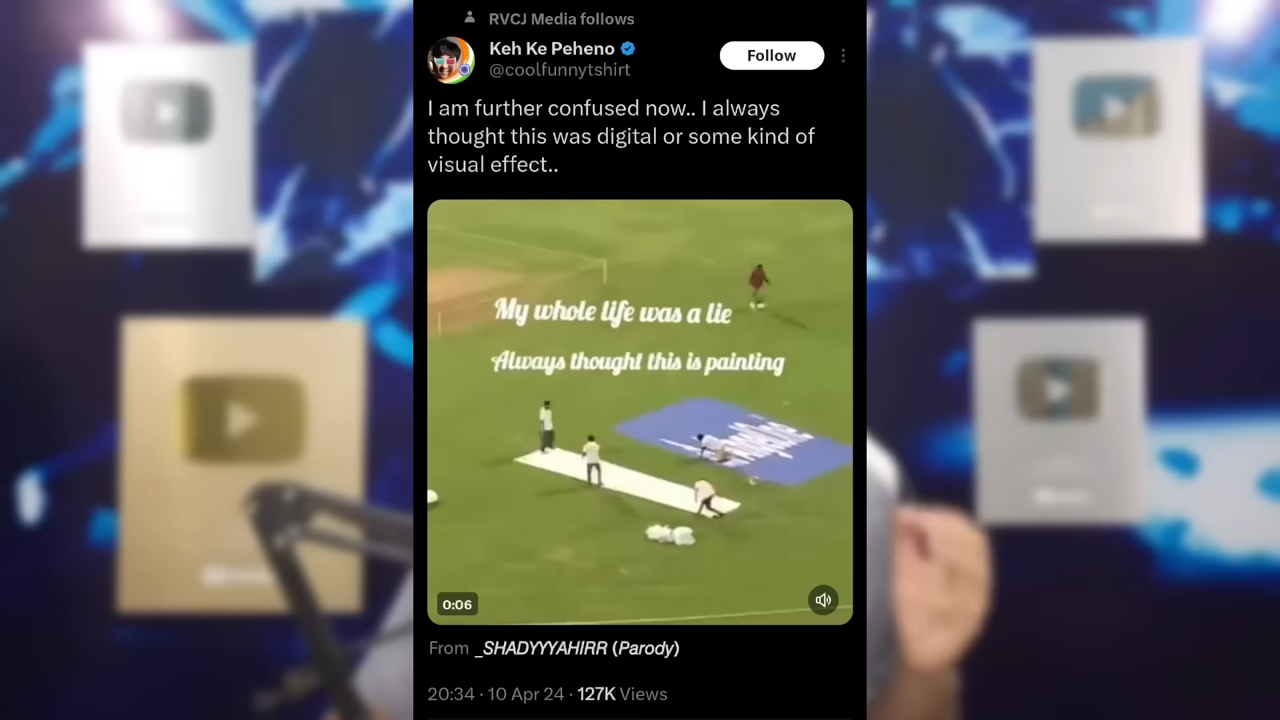 RVCJ Media follows
Keh Ke Peheno
Follow
@coolfunnytshirt
I am further confused now.. I always
thought this was digital or some kind of
visual effect..
My whole life was a lie
Always thought this is painting
0:06
From _SHADYYYAHIRR (Parody)
20:34 · 10 Apr 24 · 127K Views